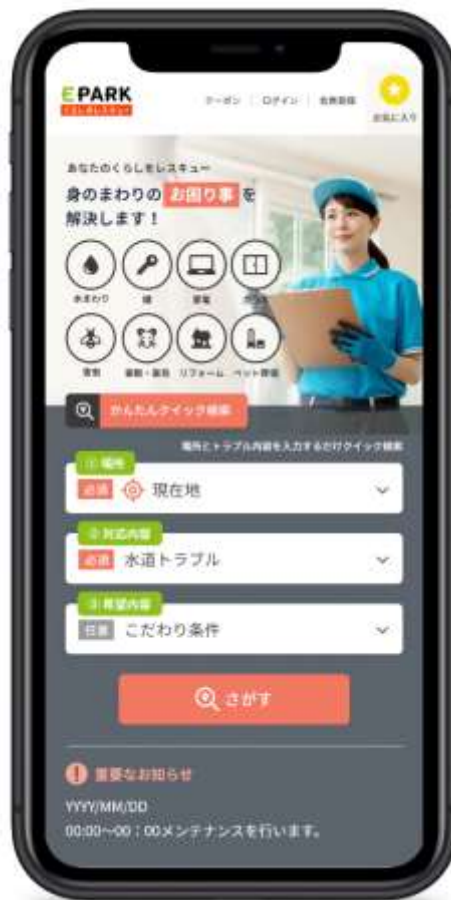 EPARK
くらしのレスキュー
クーポン | ログイン | 会員登録
お気に入り
あなたのくらしをレスキュー
身のまわりの お困り事 を
解決します！
水まわり 鍵 家電 ガラス
害虫 リフォーム ペット葬儀
かんたんクイック検索
場所とトラブル内容を入力するだけクイック検索
① 場所
必須 現在地
② 対応内容
必須 水道トラブル
③ 希望内容
任意 こだわり条件
さがす
重要なお知らせ
YYYY/MM/DD
00:00〜00：00メンテナンスを行います。